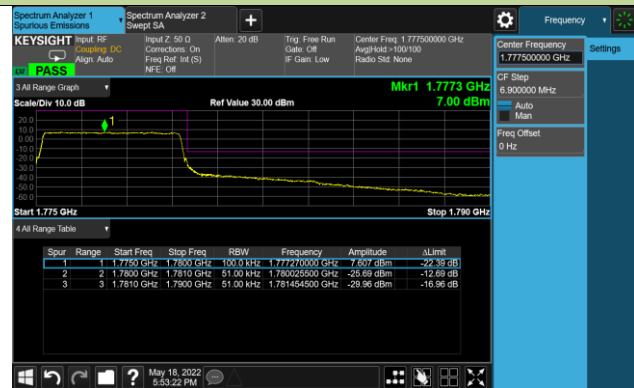 Spectrum Analyzer 1
Spurious Emissions
Spectrum Analyzer 2
Swept SA
Frequency
KEYSIGHT
Input: RF
Coupling: DC
Align: Auto
Input Z: 50 Ω
Corrections: On
Freq Ref: Int (S)
NFE: Off
Atten: 20 dB
Trig: Free Run
Gate: Off
IF Gain: Low
Center Freq: 1.777500000 GHz
Avg|Hold:>100/100
Radio Std: None
PASS
Center Frequency
1.777500000 GHz
Settings
CF Step
6.900000 MHz
Auto
Man
Freq Offset
0 Hz
3 All Range Graph
Mkr1 1.7773 GHz
Scale/Div 10.0 dB
Ref Value 30.00 dBm
7.00 dBm
1
20.0
10.0
0.00
-10.0
-20.0
-30.0
-40.0
-50.0
-60.0
Start 1.775 GHz
Stop 1.790 GHz
4 All Range Table
Spur Range Start Freq Stop Freq RBW Frequency Amplitude ΔLimit
1 1 1.7750 GHz 1.7800 GHz 100.0 kHz 1.777270000 GHz 7.607 dBm -22.39 dB
2 2 1.7800 GHz 1.7810 GHz 51.00 kHz 1.780025500 GHz -25.69 dBm -12.69 dB
3 3 1.7810 GHz 1.7900 GHz 51.00 kHz 1.781454500 GHz -29.96 dBm -16.96 dB
May 18, 2022
5:53:22 PM